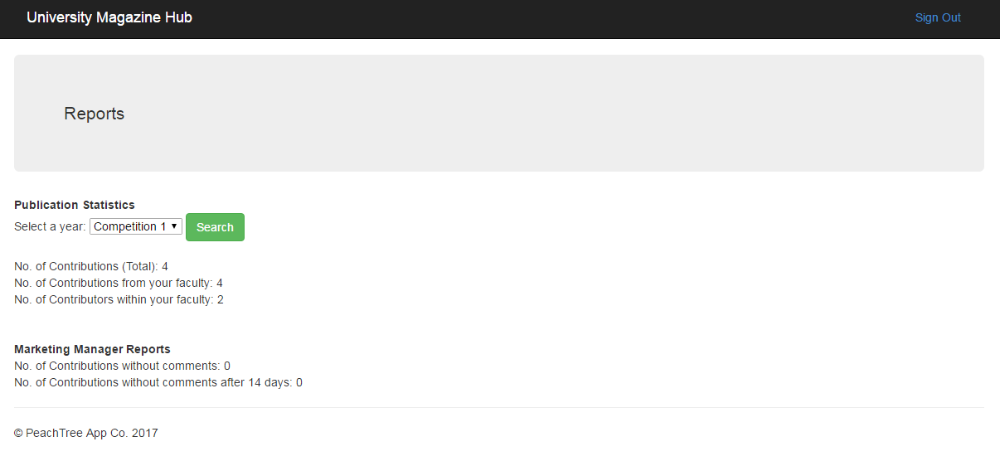 University Magazine Hub
Sign Out
Reports
Publication Statistics
Select a year: Competition 1 Search
No. of Contributions (Total): 4
No. of Contributions from your faculty: 4
No. of Contributors within your faculty: 2
Marketing Manager Reports
No. of Contributions without comments: 0
No. of Contributions without comments after 14 days: 0
© PeachTree App Co. 2017